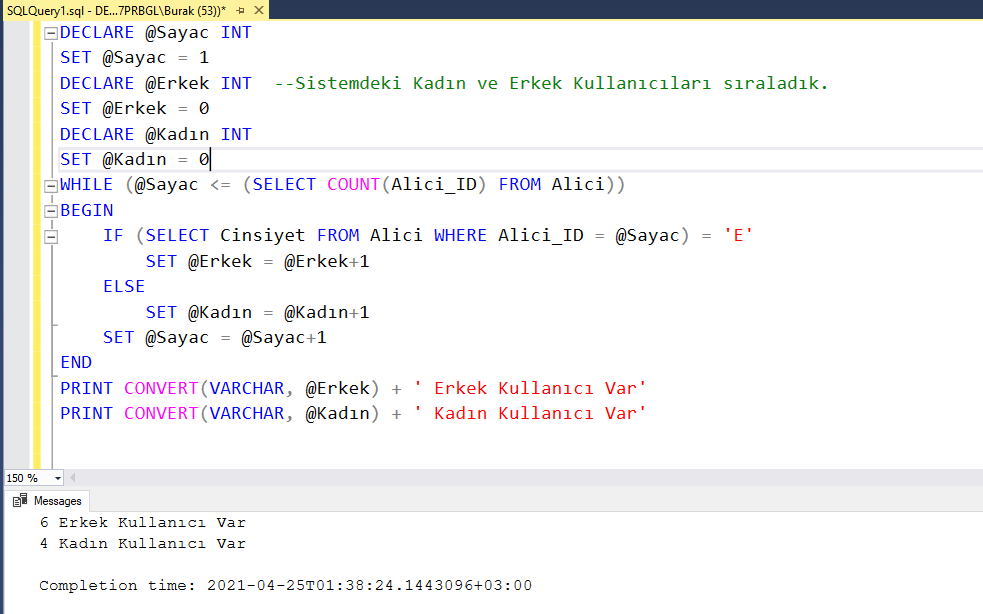 SQLQuery1.sql - DE...7PRBGL\Burak (53))*
DECLARE @Sayac INT
SET @Sayac = 1
DECLARE @Erkek INT  --Sistemdeki Kadın ve Erkek Kullanıcıları sıraladık.
SET @Erkek = 0
DECLARE @Kadın INT
SET @Kadın = 0
WHILE (@Sayac <= (SELECT COUNT(Alici_ID) FROM Alici))
BEGIN
    IF (SELECT Cinsiyet FROM Alici WHERE Alici_ID = @Sayac) = 'E'
        SET @Erkek = @Erkek+1
    ELSE
        SET @Kadın = @Kadın+1
    SET @Sayac = @Sayac+1
END
PRINT CONVERT(VARCHAR, @Erkek) + ' Erkek Kullanıcı Var'
PRINT CONVERT(VARCHAR, @Kadın) + ' Kadın Kullanıcı Var'
150 %
Messages
6 Erkek Kullanıcı Var
4 Kadın Kullanıcı Var
Completion time: 2021-04-25T01:38:24.1443096+03:00